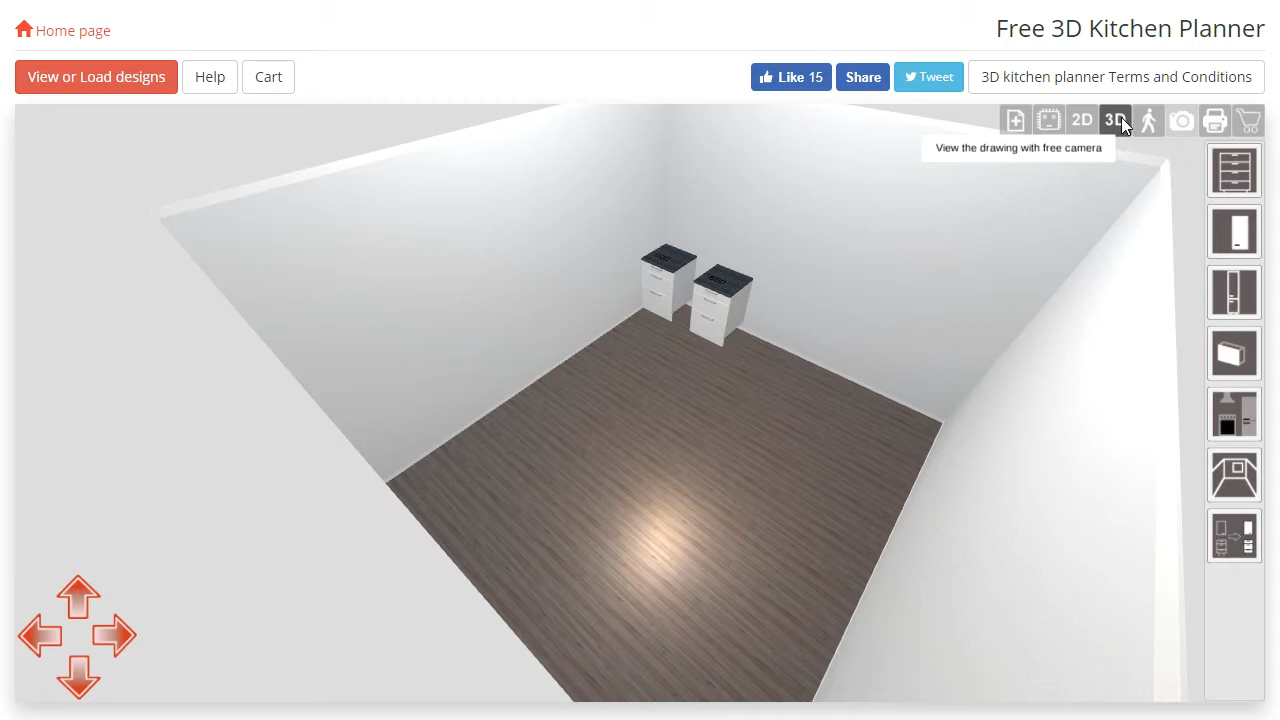 Home page
Free 3D Kitchen Planner
View or Load designs
Help
Cart
Like 15
Share
Tweet
3D kitchen planner Terms and Conditions
2D
3D
View the drawing with free camera